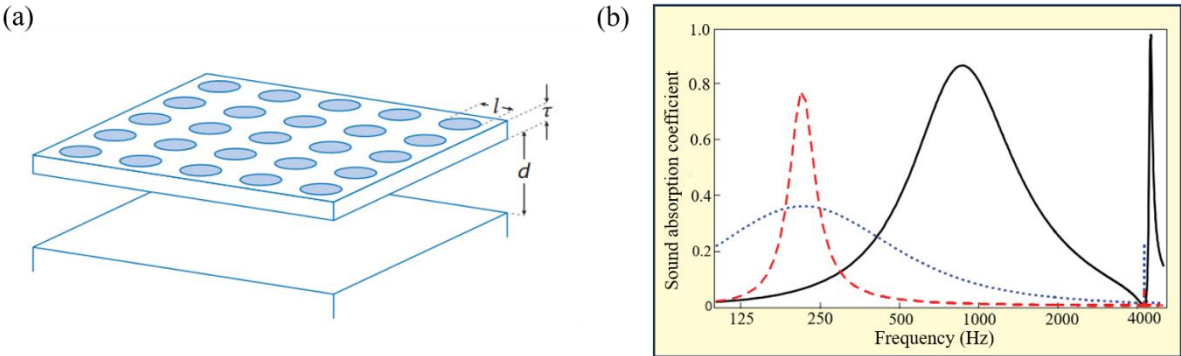 (a)
l
τ
d
(b)
Sound absorption coefficient
1.0
0.8
0.6
0.4
0.2
0
125 250 500 1000 2000 4000
Frequency (Hz)